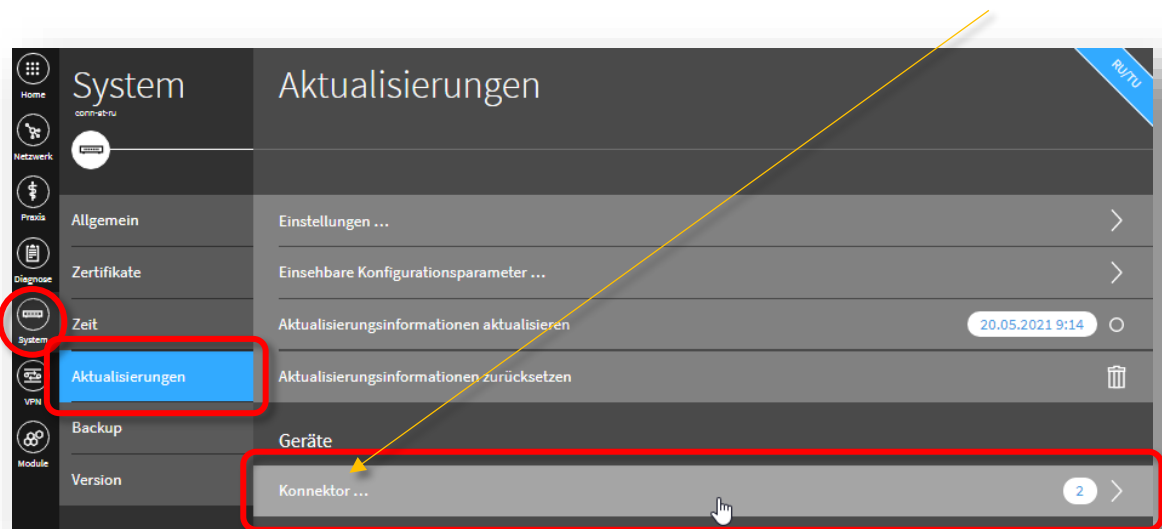 Home
Netzwerk
Praxis
Diagnose
System
VPN
Module
System
conn-et-ru
Allgemein
Zertifikate
Zeit
Aktualisierungen
Backup
Version
Aktualisierungen
RU/TU
Einstellungen ...
Einsehbare Konfigurationsparameter ...
Aktualisierungsinformationen aktualisieren
20.05.2021 9:14
Aktualisierungsinformationen zurücksetzen
Geräte
Konnektor ...
2